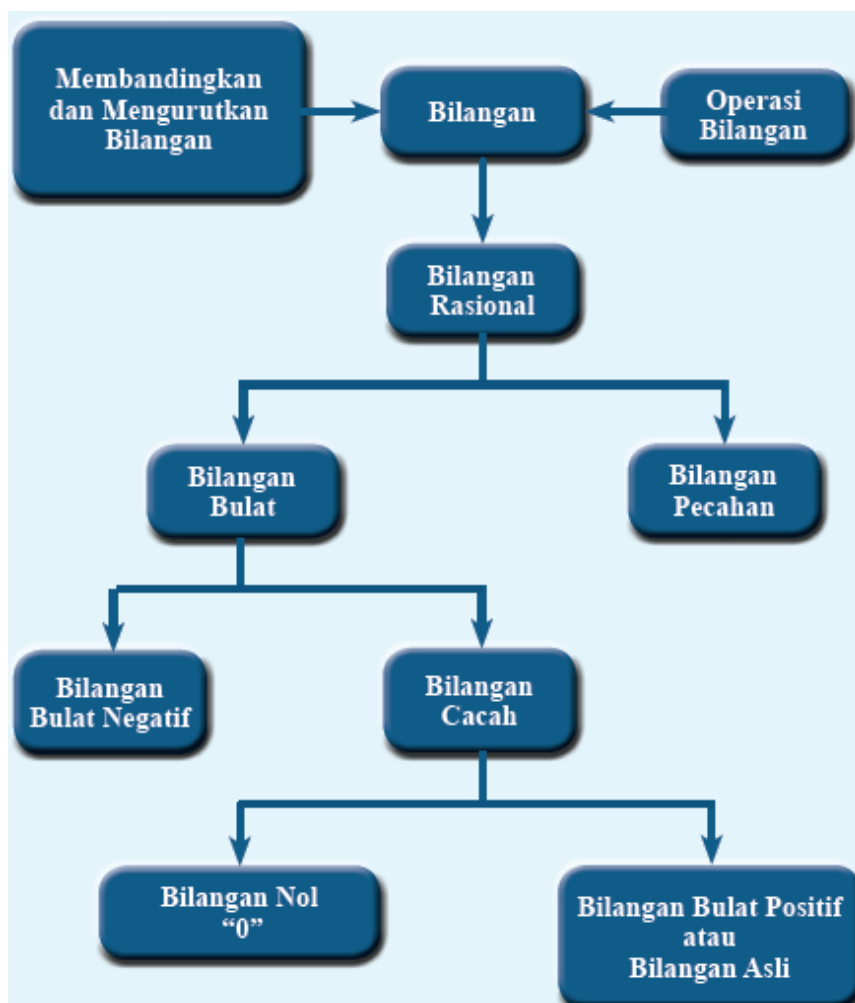 Membandingkan
dan Mengurutkan
Bilangan
Bilangan
Operasi
Bilangan
Bilangan
Rasional
Bilangan
Bulat
Bilangan
Pecahan
Bilangan
Bulat Negatif
Bilangan
Cacah
Bilangan Nol
“0”
Bilangan Bulat Positif
atau
Bilangan Asli